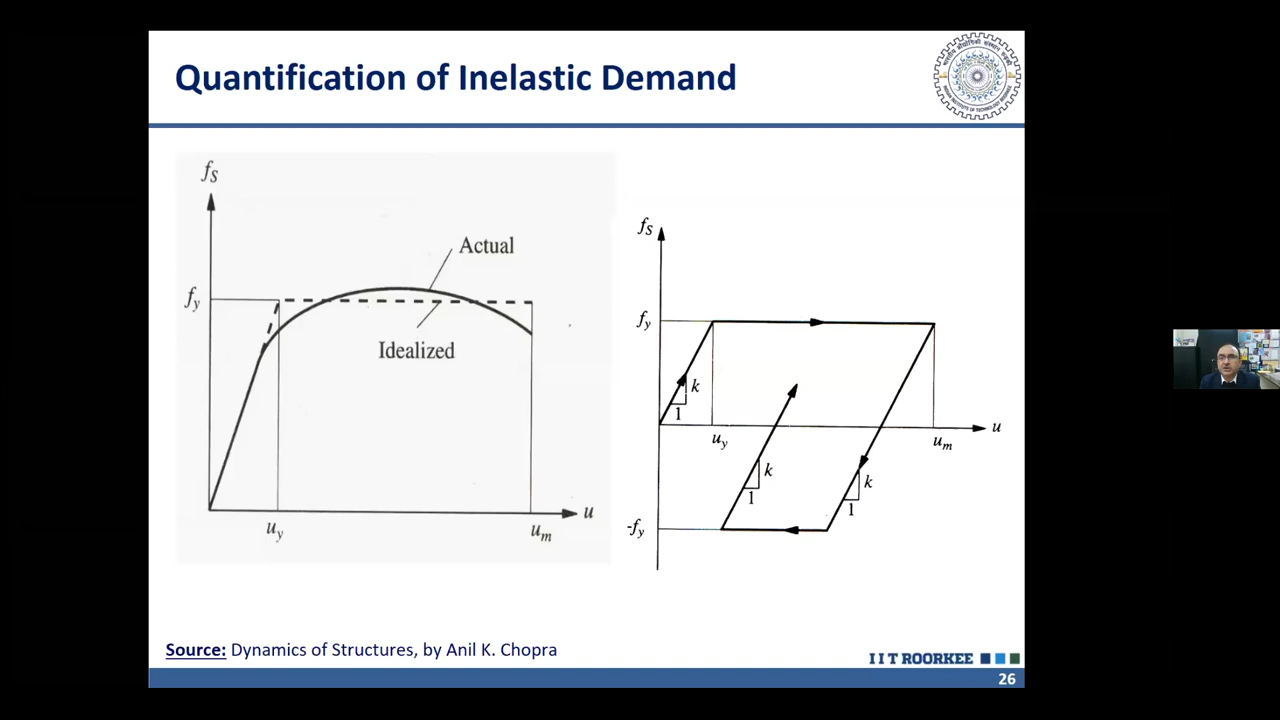 Quantification of Inelastic Demand
fS
Actual
fy
Idealized
uy
um
u
fS
fy
k
1
uy
um
u
k
1
k
1
-fy
Source: Dynamics of Structures, by Anil K. Chopra
I I T ROORKEE
26